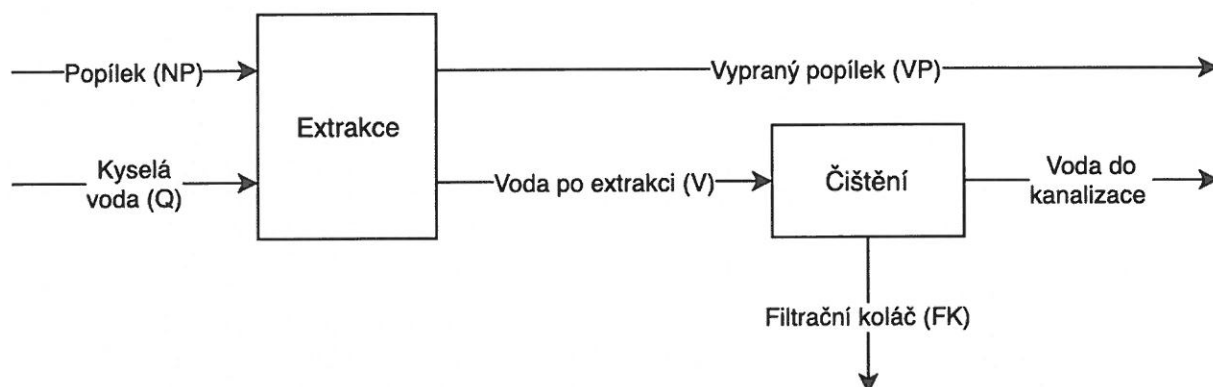 Popílek (NP)
Vypraný popílek (VP)
Extrakce
Kyselá
voda (Q)
Voda po extrakci (V)
Čištění
Voda do
kanalizace
Filtrační koláč (FK)